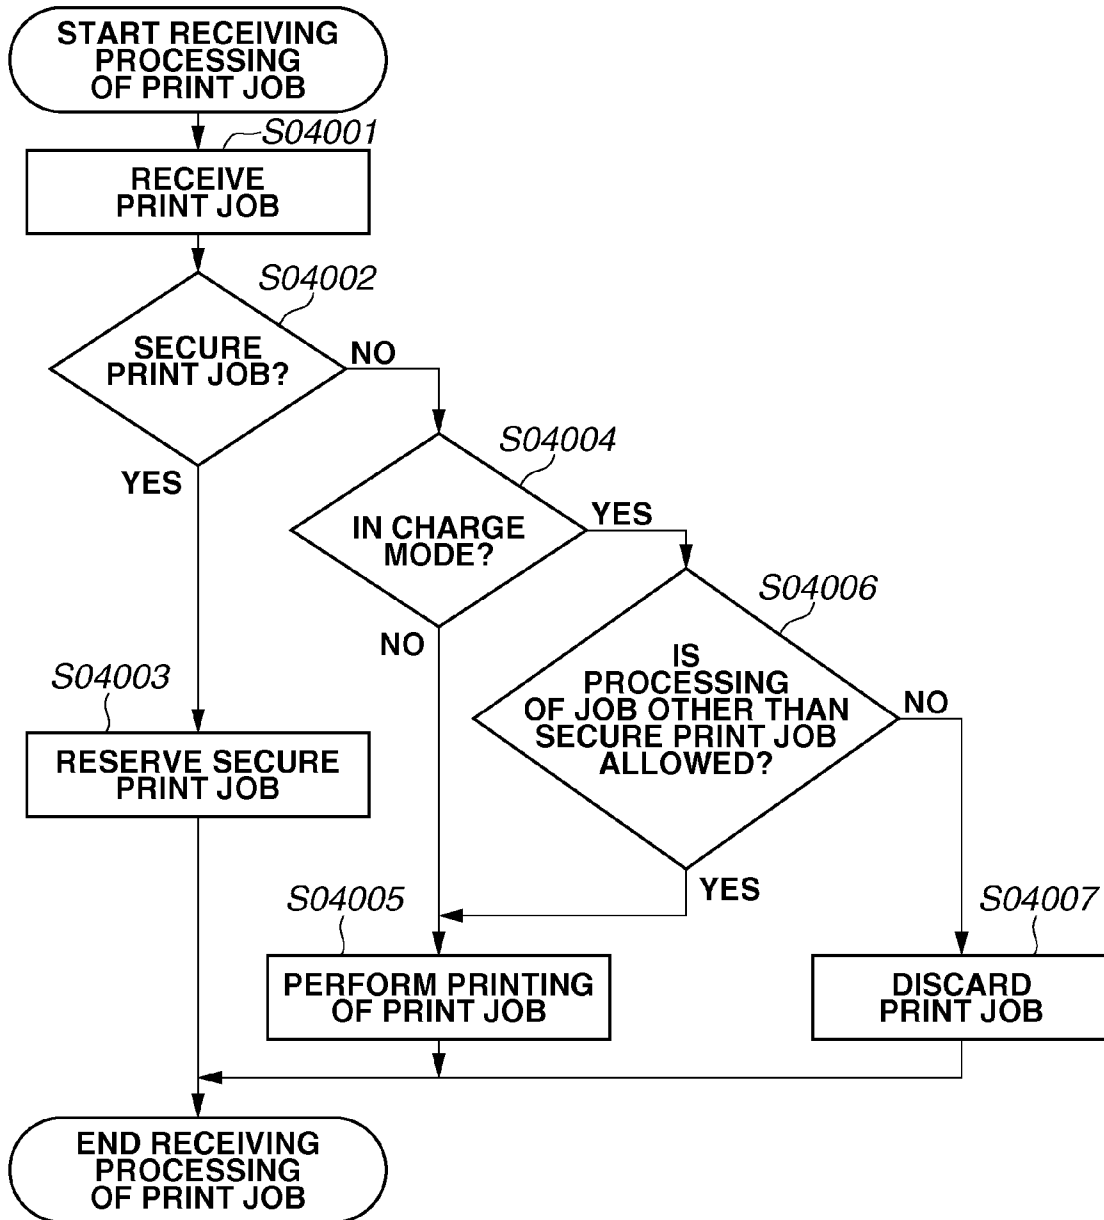 START RECEIVING
PROCESSING
OF PRINT JOB
S04001
RECEIVE
PRINT JOB
S04002
SECURE
PRINT JOB?
NO
YES
S04004
IN CHARGE
MODE?
YES
NO
S04006
IS
PROCESSING
OF JOB OTHER THAN
SECURE PRINT JOB
ALLOWED?
NO
YES
S04003
RESERVE SECURE
PRINT JOB
S04005
PERFORM PRINTING
OF PRINT JOB
S04007
DISCARD
PRINT JOB
END RECEIVING
PROCESSING
OF PRINT JOB